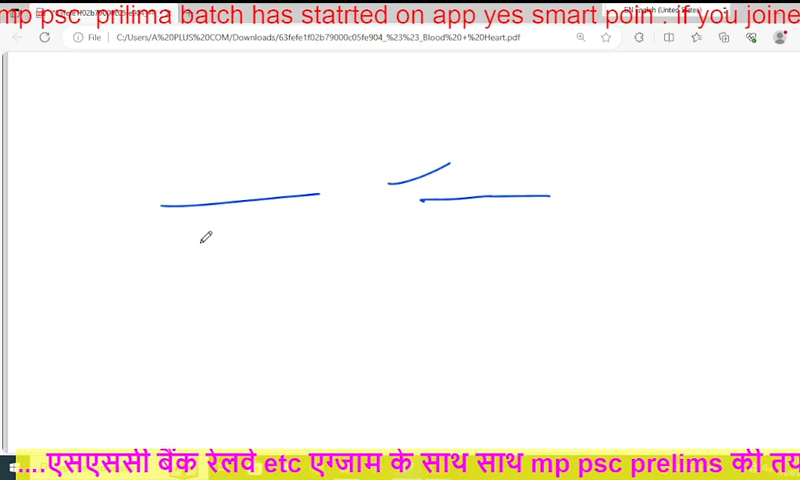 mp psc prilima batch has statrted on app yes smart poin . if you joine
File C:/Users/A%20PLUS%20COM/Downloads/63fefe1f02b79000c05fe904_%23%23_Blood%20+%20Heart.pdf
....एसएससी बैंक रेलवे etc एग्जाम के साथ साथ mp psc prelims की तय